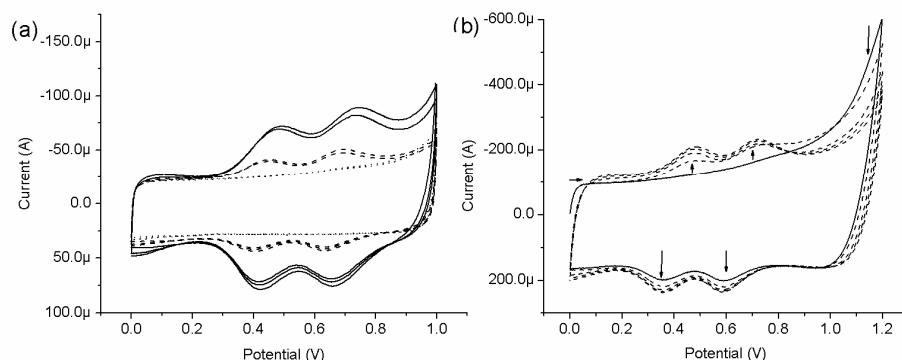 (a)
-150.0µ
-100.0µ
-50.0µ
0.0
50.0µ
100.0µ
Current (A)
0.0 0.2 0.4 0.6 0.8 1.0
Potential (V)
(b)
-600.0µ
-400.0µ
-200.0µ
0.0
200.0µ
Current (A)
0.0 0.2 0.4 0.6 0.8 1.0 1.2
Potential (V)